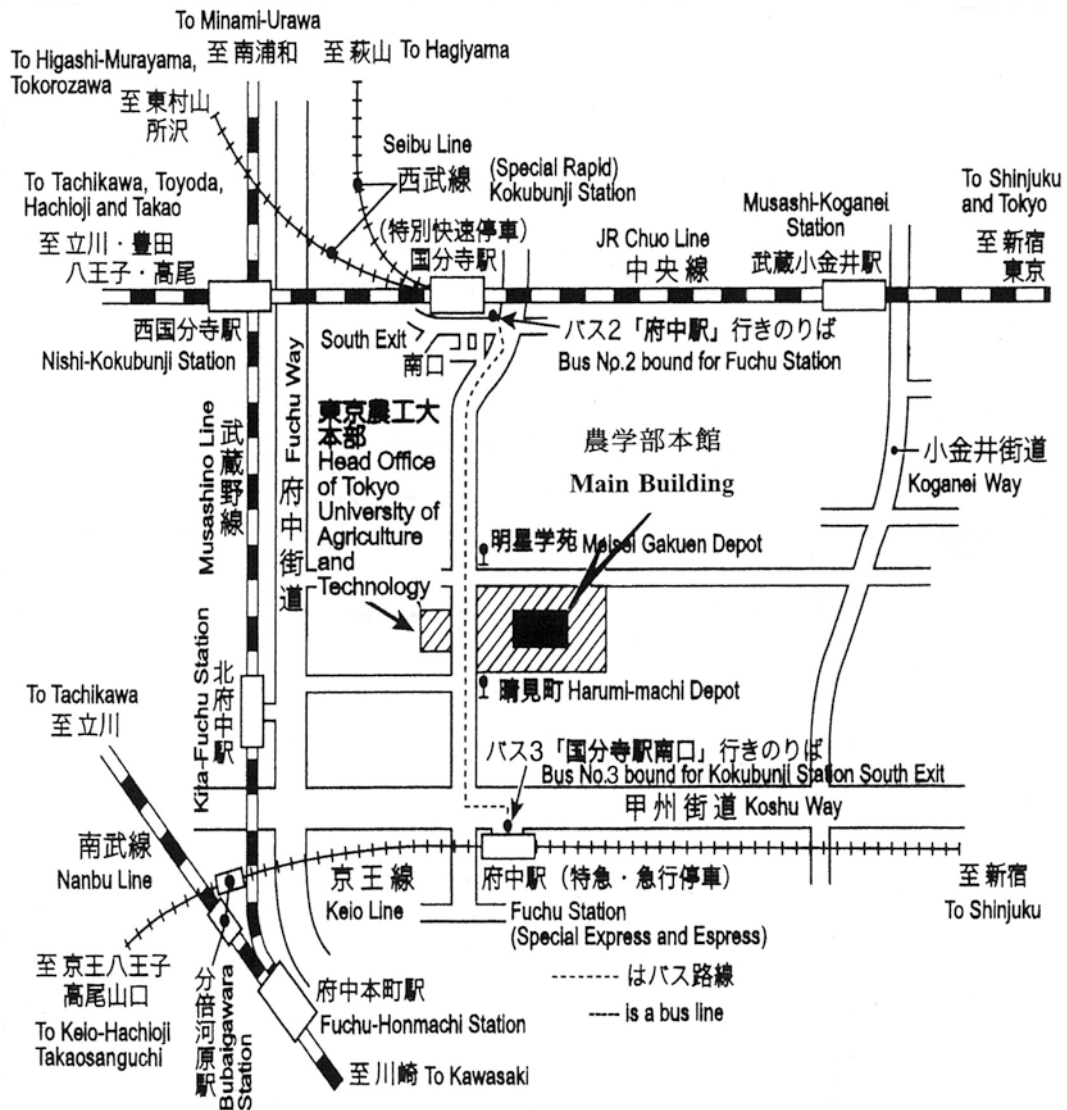 To Minami-Urawa
至 南浦和
至 萩山 To Hagiyama
To Higashi-Murayama,
Tokorozawa
至 東村山
所沢
Seibu Line
西武線
(Special Rapid)
Kokubunji Station
(特別快速停車)
国分寺駅
To Tachikawa, Toyoda,
Hachioji and Takao
至 立川・豊田
八王子・高尾
JR Chuo Line
中央線
Musashi-Koganei
Station
武蔵小金井駅
To Shinjuku
and Tokyo
至 新宿
東京
西国分寺駅
Nishi-Kokubunji Station
South Exit
南口
バス2「府中駅」行きのりば
Bus No.2 bound for Fuchu Station
Musashino Line
武蔵野線
Fuchu Way
府中街道
東京農工大
本部
Head Office
of Tokyo
University of
Agriculture
and
Technology
農学部本館
Main Building
小金井街道
Koganei Way
明星学苑 Meisei Gakuen Depot
Kita-Fuchu Station
北府中駅
晴見町 Harumi-machi Depot
To Tachikawa
至 立川
バス3「国分寺駅南口」行きのりば
Bus No.3 bound for Kokubunji Station South Exit
甲州街道 Koshu Way
南武線
Nanbu Line
京王線
Keio Line
府中駅 (特急・急行停車)
Fuchu Station
(Special Express and Espress)
至 新宿
To Shinjuku
至 京王八王子
高尾山口
To Keio-Hachioji
Takaosanguchi
分倍河原駅
Bubaigawara
Station
府中本町駅
Fuchu-Honmachi Station
至 川崎 To Kawasaki
------- はバス路線
---- is a bus line